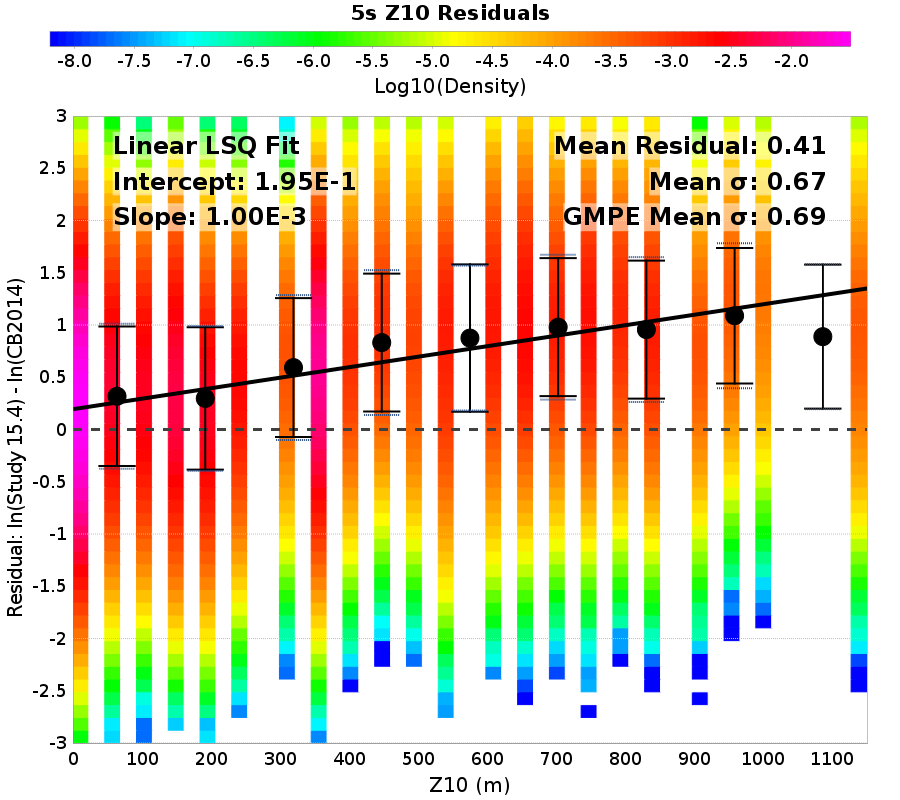 5s Z10 Residuals
-8.0 -7.5 -7.0 -6.5 -6.0 -5.5 -5.0 -4.5 -4.0 -3.5 -3.0 -2.5 -2.0
Log10(Density)
Linear LSQ Fit
Intercept: 1.95E-1
Slope: 1.00E-3
Mean Residual: 0.41
Mean σ: 0.67
GMPE Mean σ: 0.69
Residual: ln(Study 15.4) - ln(CB2014)
3
2.5
2
1.5
1
0.5
0
-0.5
-1
-1.5
-2
-2.5
-3
0 100 200 300 400 500 600 700 800 900 1000 1100
Z10 (m)